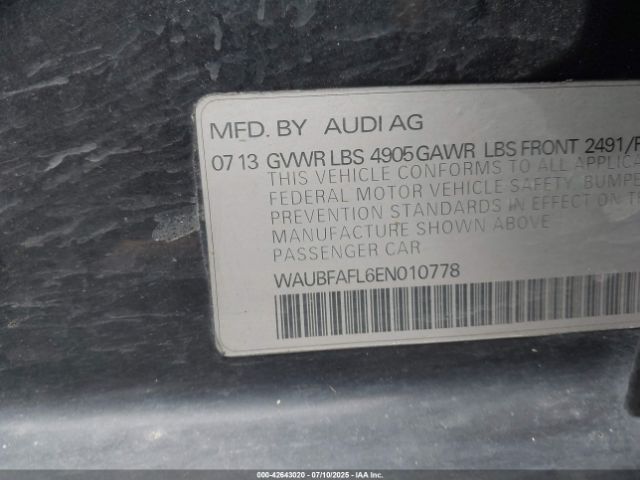 MFD. BY AUDI AG
07 13 GVWR LBS 4905 GAWR LBS FRONT 2491/
THIS VEHICLE CONFORMS TO ALL
FEDERAL MOTOR VEHICLE SAFETY,
PREVENTION STANDARDS IN EFFECT ON
MANUFACTURE SHOWN ABOVE
PASSENGER CAR
WAUBFAFL6EN010778
000-42643020 | 07/10/2025 - IAA, Inc.